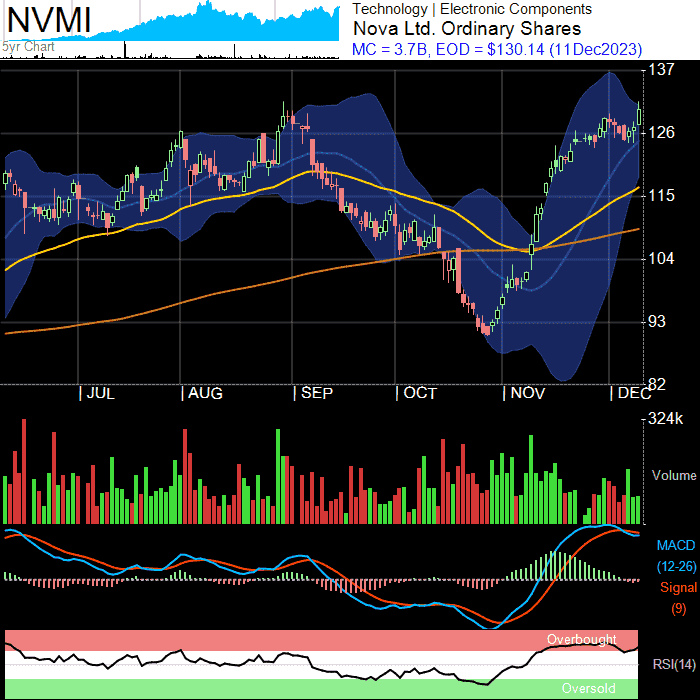 NVMI
5yr Chart
Technology | Electronic Components
Nova Ltd. Ordinary Shares
MC = 3.7B, EOD = $130.14 (11Dec2023)
137
126
115
104
93
82
JUL AUG SEP OCT NOV DEC
324k
Volume
MACD
(12-26)
Signal
(9)
Overbought
RSI(14)
Oversold